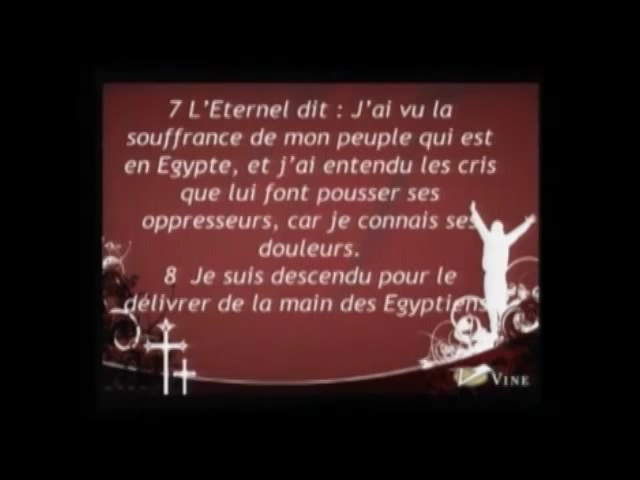 7 L'Eternel dit : J'ai vu la
souffrance de mon peuple qui est
en Egypte, et j'ai entendu les cris
que lui font pousser ses
oppresseurs, car je connais ses
douleurs.
8 Je suis descendu pour le
délivrer de la main des Egyptiens
VINE